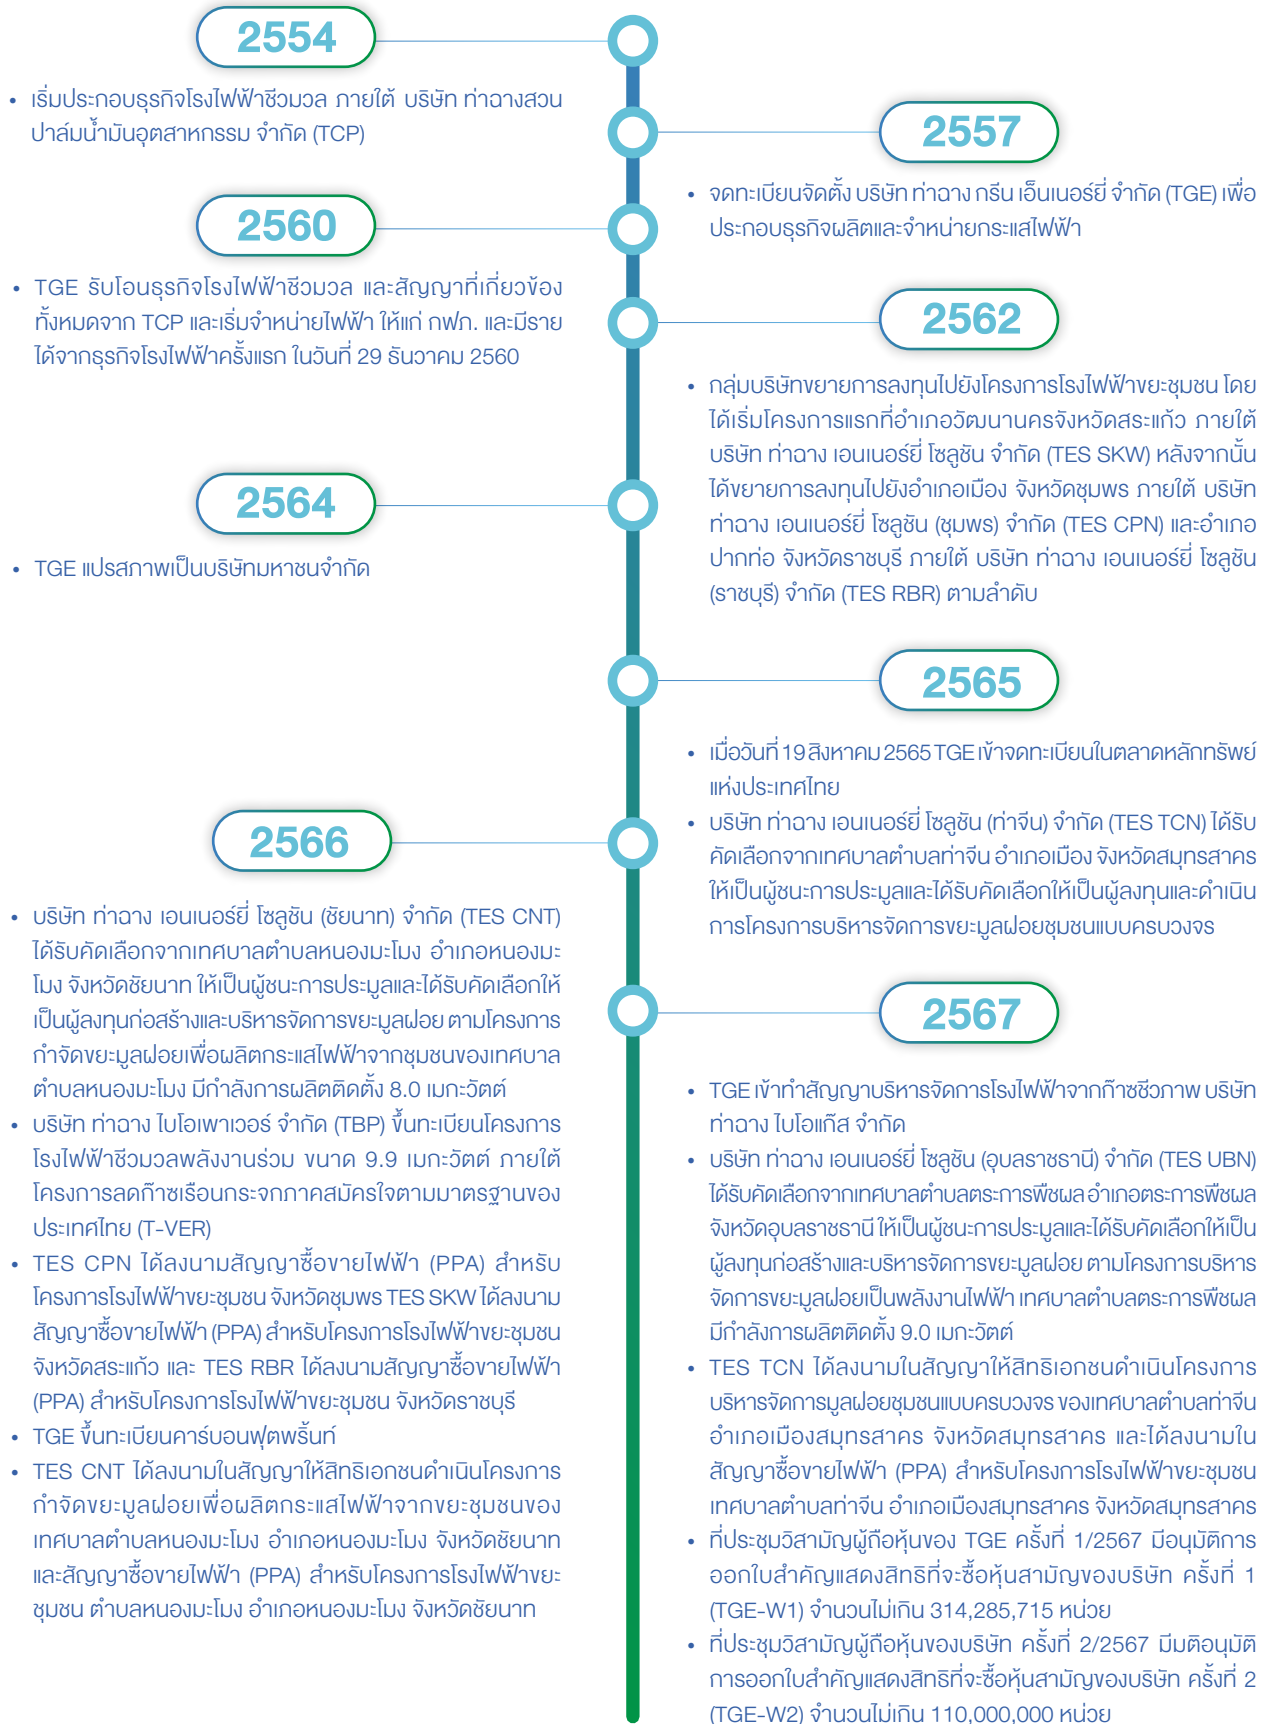 2554
• เริ่มประกอบธุรกิจโรงไฟฟ้าชีวมวล ภายใต้ บริษัท ท่าฉางสวน
ปาล์มน้ำมันอุตสาหกรรม จำกัด (TCP)
2557
• จดทะเบียนจัดตั้ง บริษัท ท่าฉาง กรีน เอ็นเนอร์ยี่ จำกัด (TGE) เพื่อ
ประกอบธุรกิจผลิตและจำหน่ายกระแสไฟฟ้า
2560
• TGE รับโอนธุรกิจโรงไฟฟ้าชีวมวล และสัญญาที่เกี่ยวข้อง
ทั้งหมดจาก TCP และเริ่มจำหน่ายไฟฟ้า ให้แก่ กฟภ. และมีราย
ได้จากธุรกิจโรงไฟฟ้าครั้งแรก ในวันที่ 29 ธันวาคม 2560
2562
• กลุ่มบริษัทขยายการลงทุนไปยังโครงการโรงไฟฟ้าขยะชุมชน โดย
ได้เริ่มโครงการแรกที่อำเภอวัฒนานครจังหวัดสระแก้ว ภายใต้
บริษัท ท่าฉาง เอนเนอร์ยี่ โซลูชัน จำกัด (TES SKW) หลังจากนั้น
ได้ขยายการลงทุนไปยังอำเภอเมือง จังหวัดชุมพร ภายใต้ บริษัท
ท่าฉาง เอนเนอร์ยี่ โซลูชัน (ชุมพร) จำกัด (TES CPN) และอำเภอ
ปากท่อ จังหวัดราชบุรี ภายใต้ บริษัท ท่าฉาง เอนเนอร์ยี่ โซลูชัน
(ราชบุรี) จำกัด (TES RBR) ตามลำดับ
2564
• TGE แปรสภาพเป็นบริษัทมหาชนจำกัด
2565
• เมื่อวันที่ 19 สิงหาคม 2565 TGE เข้าจดทะเบียนในตลาดหลักทรัพย์
แห่งประเทศไทย
• บริษัท ท่าฉาง เอนเนอร์ยี่ โซลูชัน (ท่าจีน) จำกัด (TES TCN) ได้รับ
คัดเลือกจากเทศบาลตำบลท่าจีน อำเภอเมือง จังหวัดสมุทรสาคร
ให้เป็นผู้ชนะการประมูลและได้รับคัดเลือกให้เป็นผู้ลงทุนและดำเนิน
การโครงการบริหารจัดการขยะมูลฝอยชุมชนแบบครบวงจร
2566
• บริษัท ท่าฉาง เอนเนอร์ยี่ โซลูชัน (ชัยนาท) จำกัด (TES CNT)
ได้รับคัดเลือกจากเทศบาลตำบลหนองมะโมง อำเภอหนองมะ
โมง จังหวัดชัยนาท ให้เป็นผู้ชนะการประมูลและได้รับคัดเลือกให้
เป็นผู้ลงทุนก่อสร้างและบริหารจัดการขยะมูลฝอย ตามโครงการ
กำจัดขยะมูลฝอยเพื่อผลิตกระแสไฟฟ้าจากชุมชนของเทศบาล
ตำบลหนองมะโมง มีกำลังการผลิตติดตั้ง 8.0 เมกะวัตต์
• บริษัท ท่าฉาง ไบโอเพาเวอร์ จำกัด (TBP) ขึ้นทะเบียนโครงการ
โรงไฟฟ้าชีวมวลพลังงานร่วม ขนาด 9.9 เมกะวัตต์ ภายใต้
โครงการลดก๊าซเรือนกระจกภาคสมัครใจตามมาตรฐานของ
ประเทศไทย (T-VER)
• TES CPN ได้ลงนามสัญญาซื้อขายไฟฟ้า (PPA) สำหรับ
โครงการโรงไฟฟ้าขยะชุมชน จังหวัดชุมพร TES SKW ได้ลงนาม
สัญญาซื้อขายไฟฟ้า (PPA) สำหรับโครงการโรงไฟฟ้าขยะชุมชน
จังหวัดสระแก้ว และ TES RBR ได้ลงนามสัญญาซื้อขายไฟฟ้า
(PPA) สำหรับโครงการโรงไฟฟ้าขยะชุมชน จังหวัดราชบุรี
• TGE ขึ้นทะเบียนคาร์บอนฟุตพริ้นท์
• TES CNT ได้ลงนามในสัญญาให้สิทธิเอกชนดำเนินโครงการ
กำจัดขยะมูลฝอยเพื่อผลิตกระแสไฟฟ้าจากขยะชุมชนของ
เทศบาลตำบลหนองมะโมง อำเภอหนองมะโมง จังหวัดชัยนาท
และสัญญาซื้อขายไฟฟ้า (PPA) สำหรับโครงการโรงไฟฟ้าขยะ
ชุมชน ตำบลหนองมะโมง อำเภอหนองมะโมง จังหวัดชัยนาท
2567
• TGE เข้าทำสัญญาบริหารจัดการโรงไฟฟ้าจากก๊าซชีวภาพ บริษัท
ท่าฉาง ไบโอแก๊ส จำกัด
• บริษัท ท่าฉาง เอนเนอร์ยี่ โซลูชัน (อุบลราชธานี) จำกัด (TES UBN)
ได้รับคัดเลือกจากเทศบาลตำบลตระการพืชผล อำเภอตระการพืชผล
จังหวัดอุบลราชธานี ให้เป็นผู้ชนะการประมูลและได้รับคัดเลือกให้เป็น
ผู้ลงทุนก่อสร้างและบริหารจัดการขยะมูลฝอย ตามโครงการบริหาร
จัดการขยะมูลฝอยเป็นพลังงานไฟฟ้า เทศบาลตำบลตระการพืชผล
มีกำลังการผลิตติดตั้ง 9.0 เมกะวัตต์
• TES TCN ได้ลงนามในสัญญาให้สิทธิเอกชนดำเนินโครงการ
บริหารจัดการมูลฝอยชุมชนแบบครบวงจร ของเทศบาลตำบลท่าจีน
อำเภอเมืองสมุทรสาคร จังหวัดสมุทรสาคร และได้ลงนามใน
สัญญาซื้อขายไฟฟ้า (PPA) สำหรับโครงการโรงไฟฟ้าขยะชุมชน
เทศบาลตำบลท่าจีน อำเภอเมืองสมุทรสาคร จังหวัดสมุทรสาคร
• ที่ประชุมวิสามัญผู้ถือหุ้นของ TGE ครั้งที่ 1/2567 มีอนุมัติการ
ออกใบสำคัญแสดงสิทธิที่จะซื้อหุ้นสามัญของบริษัท ครั้งที่ 1
(TGE-W1) จำนวนไม่เกิน 314,285,715 หน่วย
• ที่ประชุมวิสามัญผู้ถือหุ้นของบริษัท ครั้งที่ 2/2567 มีมติอนุมัติ
การออกใบสำคัญแสดงสิทธิที่จะซื้อหุ้นสามัญของบริษัท ครั้งที่ 2
(TGE-W2) จำนวนไม่เกิน 110,000,000 หน่วย